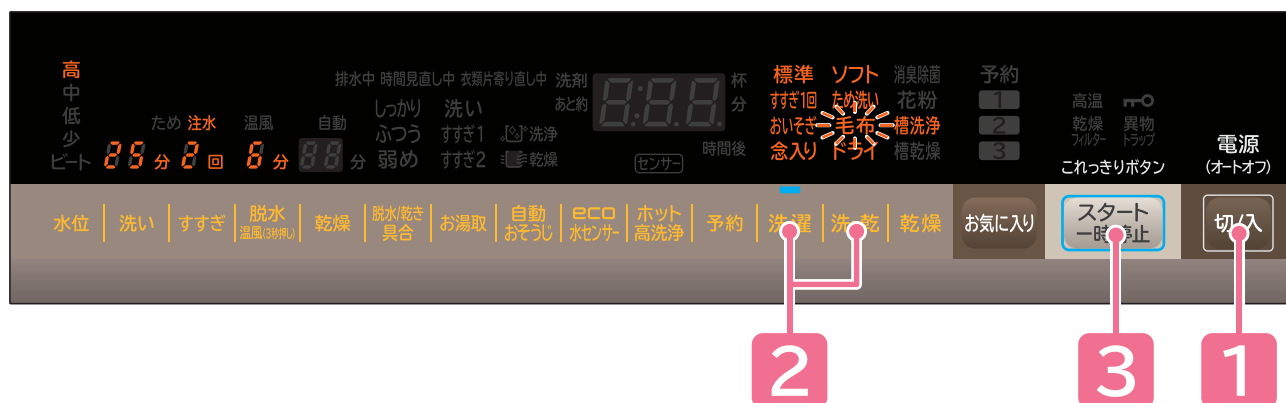 高
中
低
少
ビート
ため 注水
25分 2回
温風
6分
自動
88分
排水中 時間見直し中 衣類片寄り直し中
しっかり
ふつう
弱め
洗い
すすぎ1
すすぎ2
洗浄
乾燥
洗剤
あと約
8:8.8.
杯
分
時間後
センサー
標準 ソフト 消臭除菌
すすぎ1回 ため洗い 花粉
おいそぎ 毛布 槽洗浄
念入り ドライ 槽乾燥
予約
1
2
3
高温
乾燥フィルター
異物トラップ
これっきりボタン
電源
(オートオフ)
水位
洗い
すすぎ
脱水
温風(3秒押し)
乾燥
脱水/乾き
具合
お湯取
自動
おそうじ
eco
水センサー
ホット
高洗浄
予約
洗濯
洗 乾
乾燥
お気に入り
スタート
一時停止
切/入
2
3
1